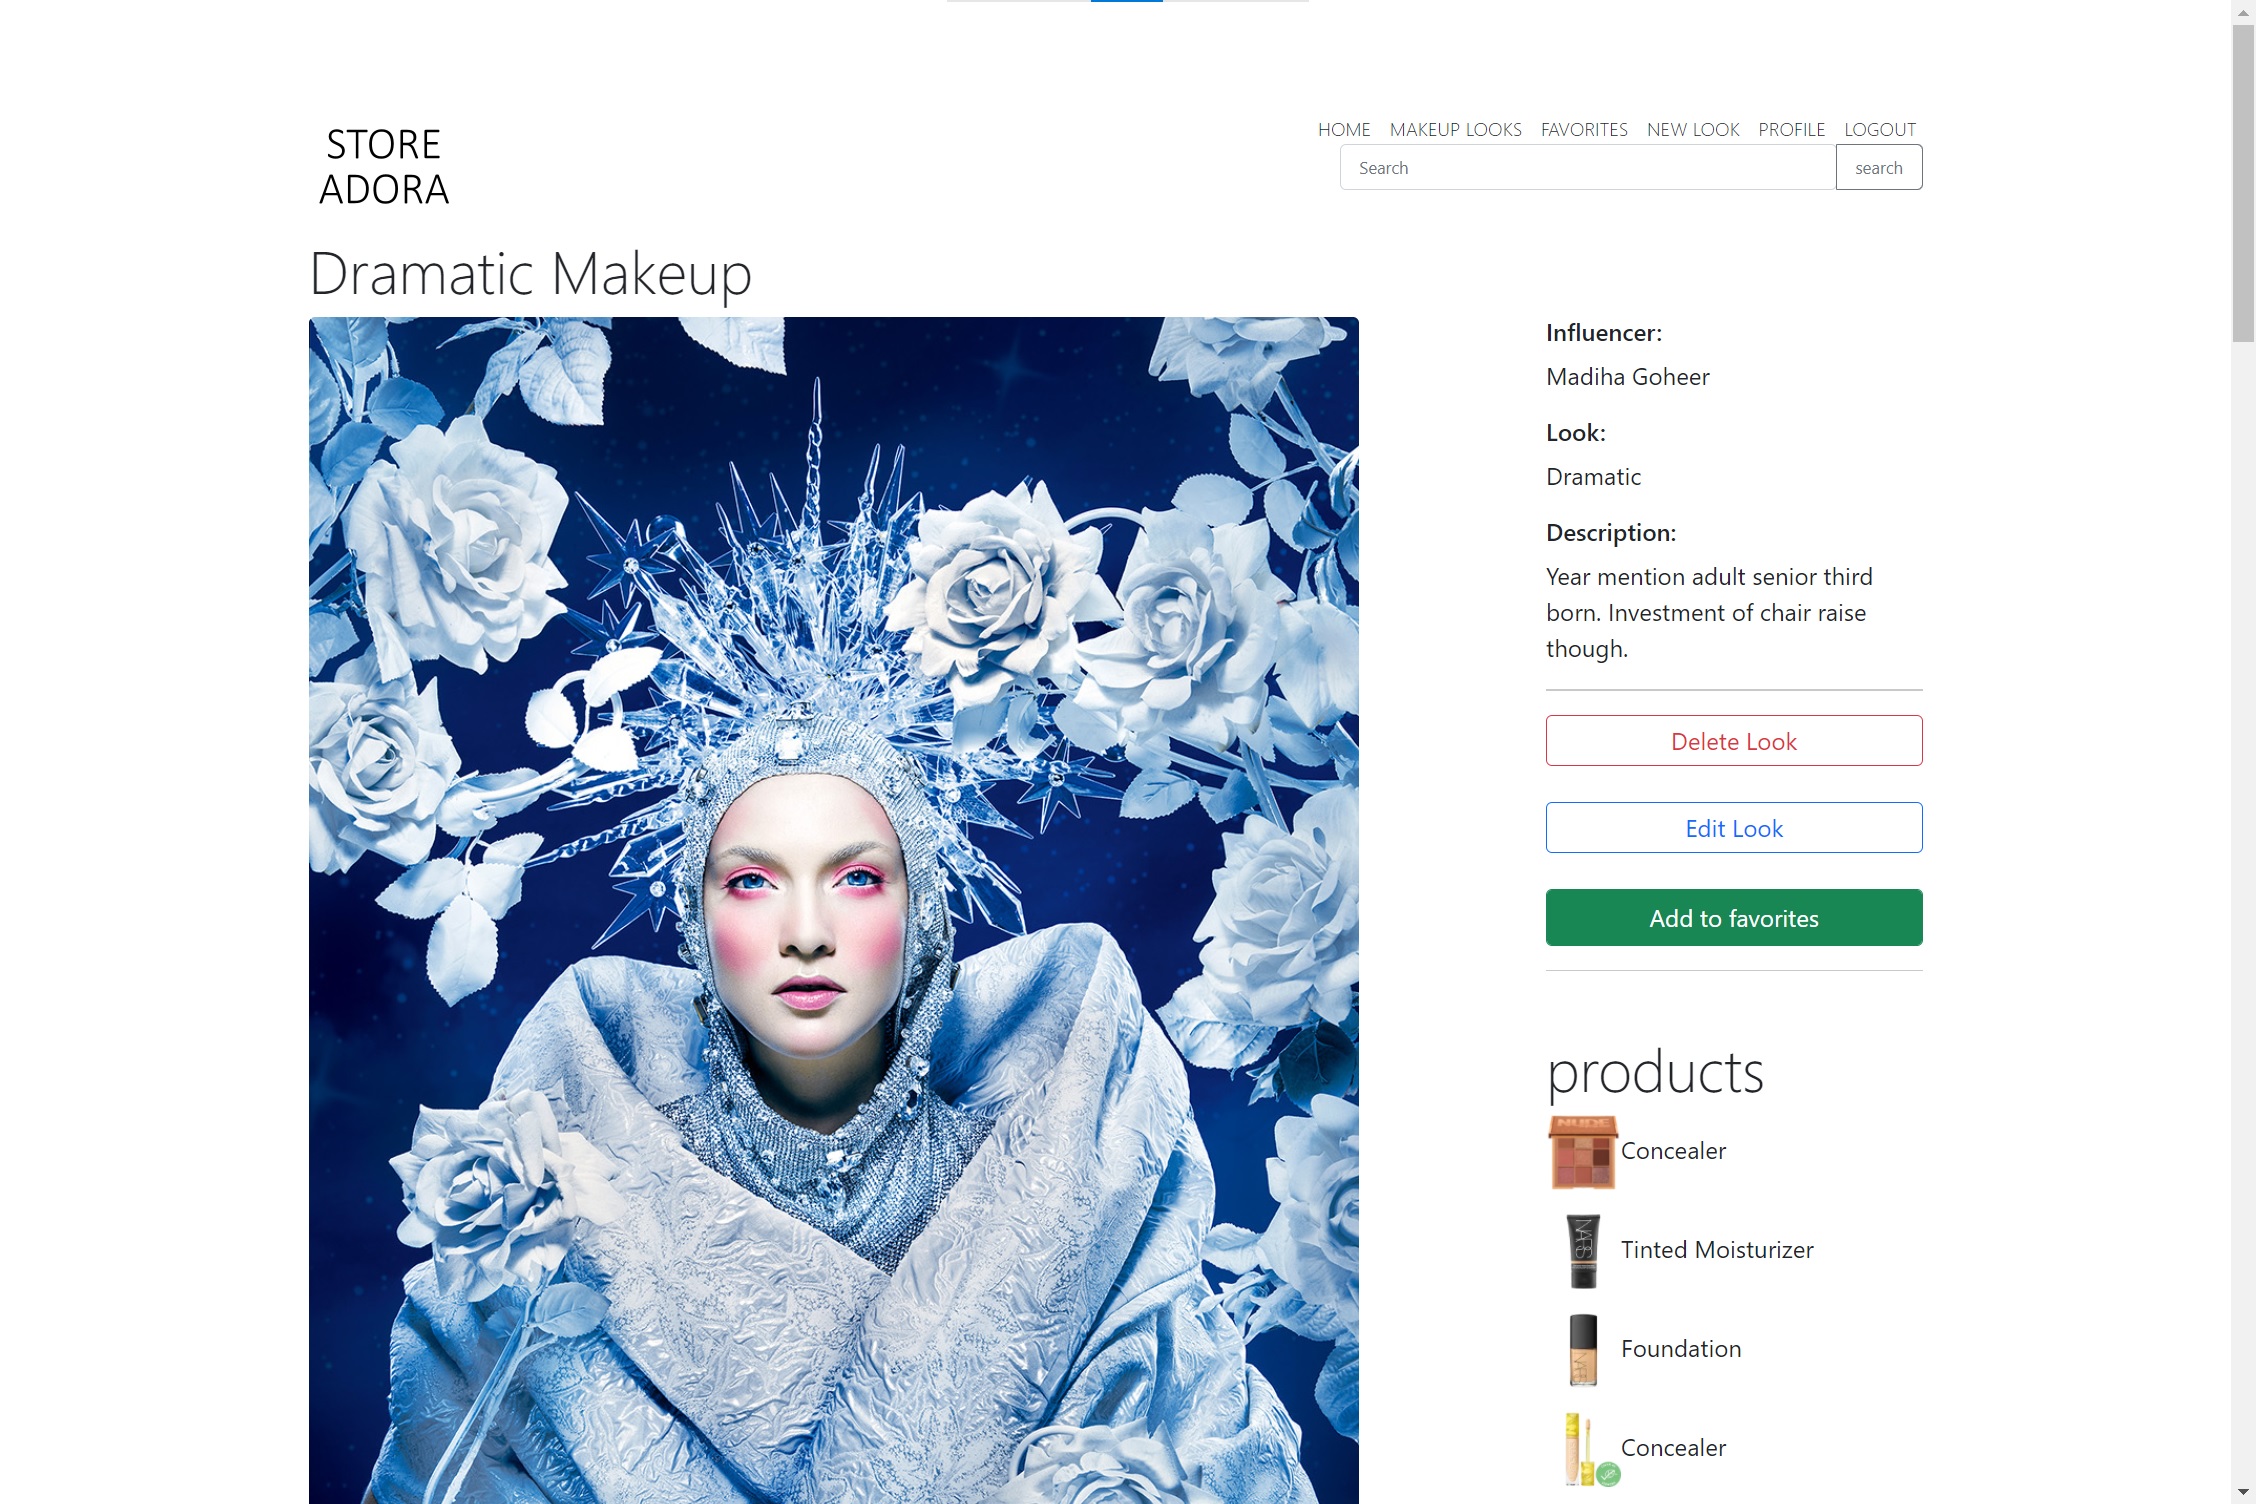 STORE
ADORA
HOME MAKEUP LOOKS FAVORITES NEW LOOK PROFILE LOGOUT
Search search
Dramatic Makeup
Influencer:
Madiha Goheer
Look:
Dramatic
Description:
Year mention adult senior third
born. Investment of chair raise
though.
Delete Look
Edit Look
Add to favorites
products
NUDE
Concealer
NARS
Tinted Moisturizer
NARS
Foundation
Concealer